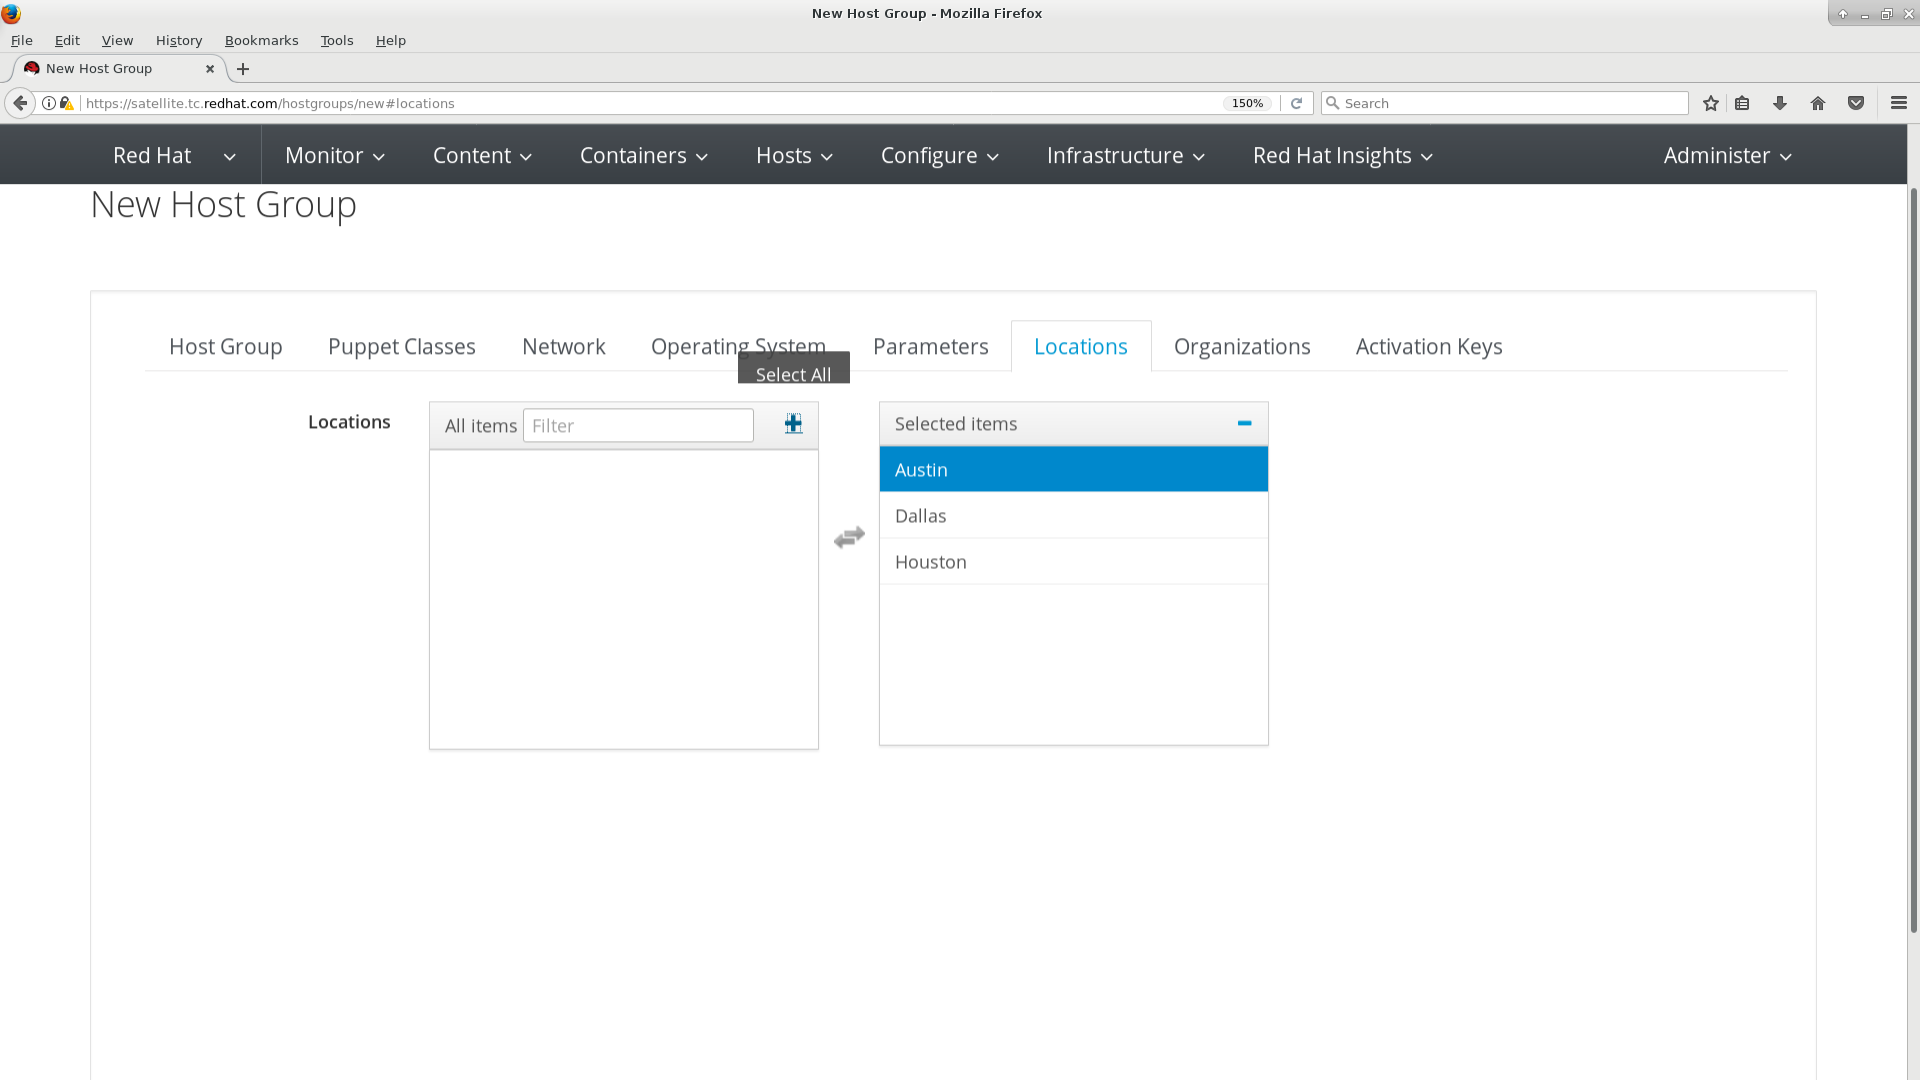 New Host Group - Mozilla Firefox
File Edit View History Bookmarks Tools Help
New Host Group
https://satellite.tc.redhat.com/hostgroups/new#locations 150% Search
Red Hat Monitor Content Containers Hosts Configure Infrastructure Red Hat Insights Administer
New Host Group
Host Group Puppet Classes Network Operating System Parameters Locations Organizations Activation Keys
Select All
Locations All items Filter Selected items
Austin
Dallas
Houston